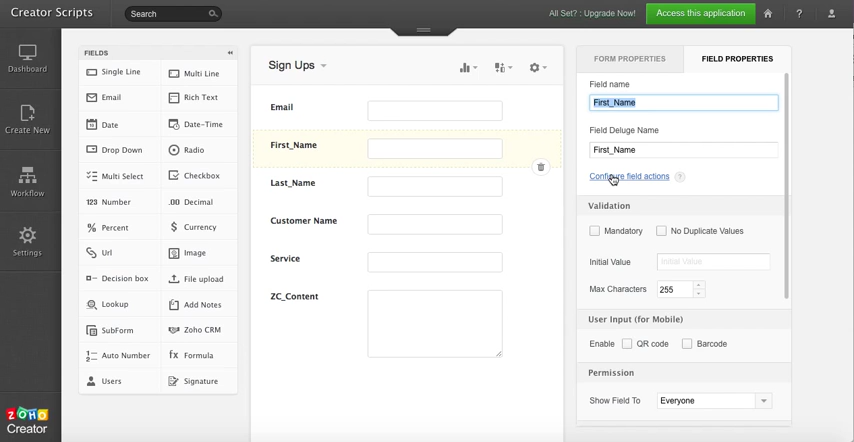 Creator Scripts
Search
All Set? : Upgrade Now!
Access this application
?
Dashboard
Create New
Workflow
Settings
ZOHO
Creator
FIELDS
Single Line
Multi Line
Email
Rich Text
Date
Date-Time
Drop Down
Radio
Multi Select
Checkbox
123 Number
.00 Decimal
% Percent
$ Currency
Url
Image
Decision box
File upload
Lookup
Add Notes
SubForm
Zoho CRM
Auto Number
fx Formula
Users
Signature
Sign Ups
Email
First_Name
Last_Name
Customer Name
Service
ZC_Content
FORM PROPERTIES
FIELD PROPERTIES
Field name
First_Name
Field Deluge Name
First_Name
Configure field actions ?
Validation
Mandatory
No Duplicate Values
Initial Value
Initial Value
Max Characters
255
User Input (for Mobile)
Enable
QR code
Barcode
Permission
Show Field To
Everyone